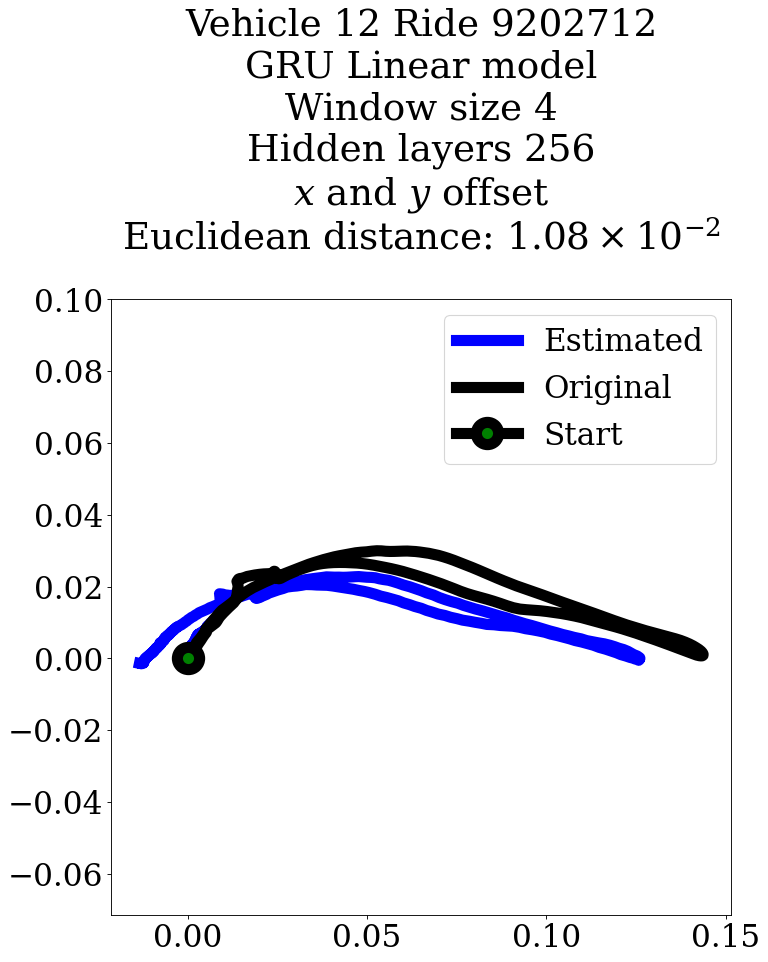 Vehicle 12 Ride 9202712
GRU Linear model
Window size 4
Hidden layers 256
x and y offset
Euclidean distance: 1.08 × 10⁻²
0.10
Estimated
0.08
Original
0.06
Start
0.04
0.02
0.00
−0.02
−0.04
−0.06
0.00 0.05 0.10 0.15